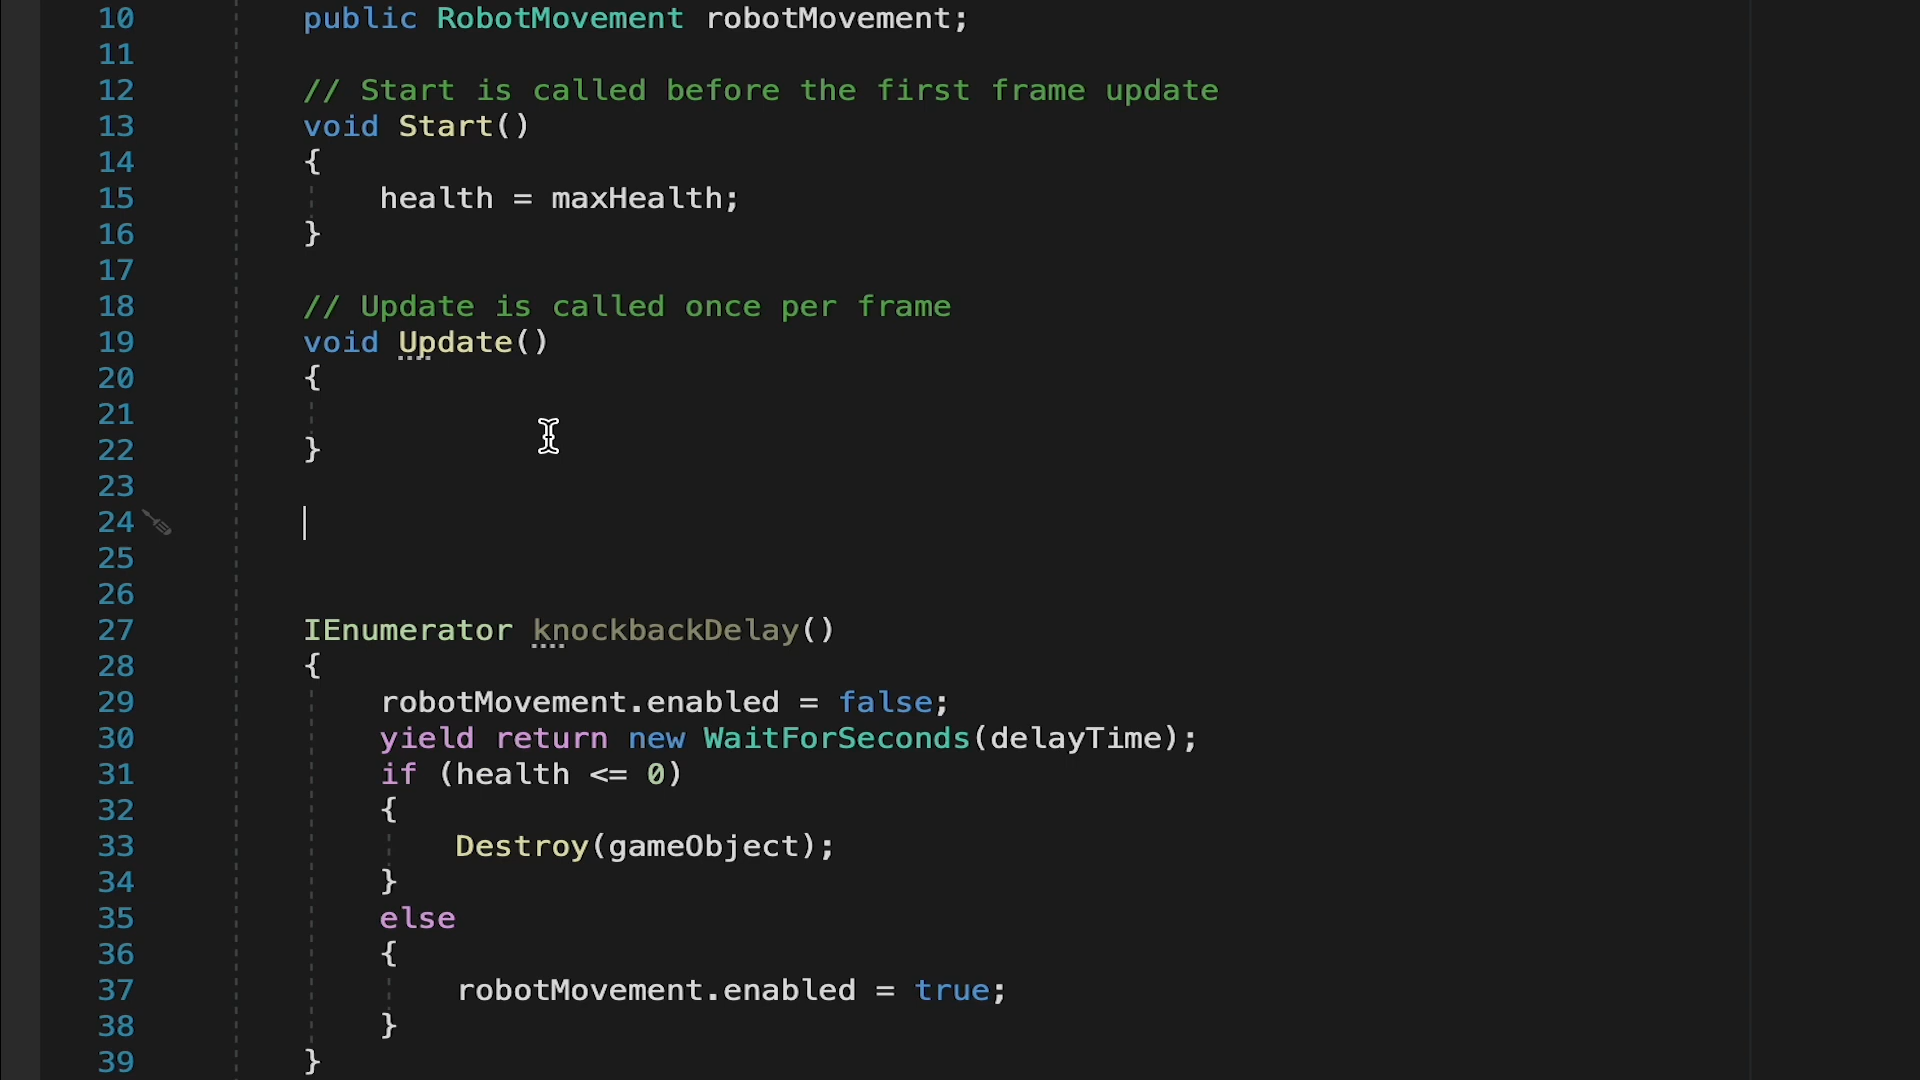 10 public RobotMovement robotMovement;
11
12 // Start is called before the first frame update
13 void Start()
14 {
15 health = maxHealth;
16 }
17
18 // Update is called once per frame
19 void Update()
20 {
21
22 }
23
24
25
26
27 IEnumerator knockbackDelay()
28 {
29 robotMovement.enabled = false;
30 yield return new WaitForSeconds(delayTime);
31 if (health <= 0)
32 {
33 Destroy(gameObject);
34 }
35 else
36 {
37 robotMovement.enabled = true;
38 }
39 }